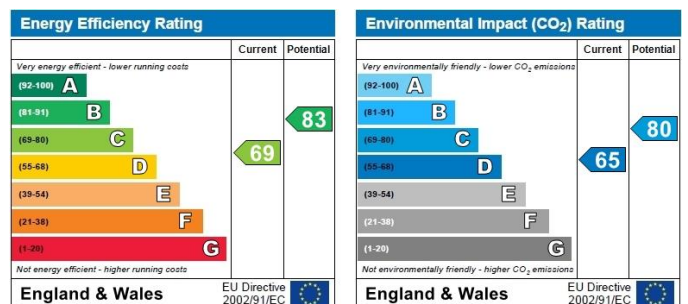 Energy Efficiency Rating
Current Potential
Very energy efficient - lower running costs
(92-100) A
(81-91) B
(69-80) C
(55-68) D
(39-54) E
(21-38) F
(1-20) G
83
69
Not energy efficient - higher running costs
England & Wales
EU Directive
2002/91/EC
Environmental Impact (CO₂) Rating
Current Potential
Very environmentally friendly - lower CO₂ emissions
(92-100) A
(81-91) B
(69-80) C
(55-68) D
(39-54) E
(21-38) F
(1-20) G
80
65
Not environmentally friendly - higher CO₂ emissions
England & Wales
EU Directive
2002/91/EC